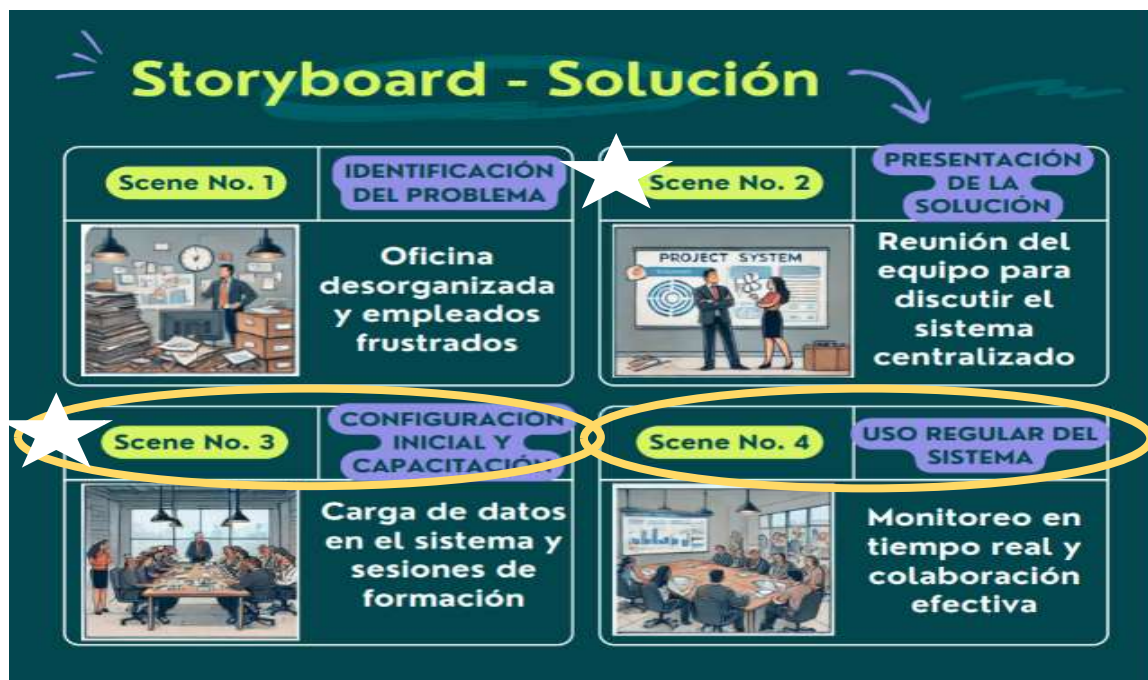 Storyboard - Solución
Scene No. 1
IDENTIFICACIÓN
DEL PROBLEMA
Oficina
desorganizada
y empleados
frustrados
Scene No. 2
PRESENTACIÓN
DE LA
SOLUCIÓN
PROJECT SYSTEM
Reunión del
equipo para
discutir el
sistema
centralizado
Scene No. 3
CONFIGURACIÓN
INICIAL Y
CAPACITACIÓN
Carga de datos
en el sistema y
sesiones de
formación
Scene No. 4
USO REGULAR DEL
SISTEMA
Monitoreo en
tiempo real y
colaboración
efectiva